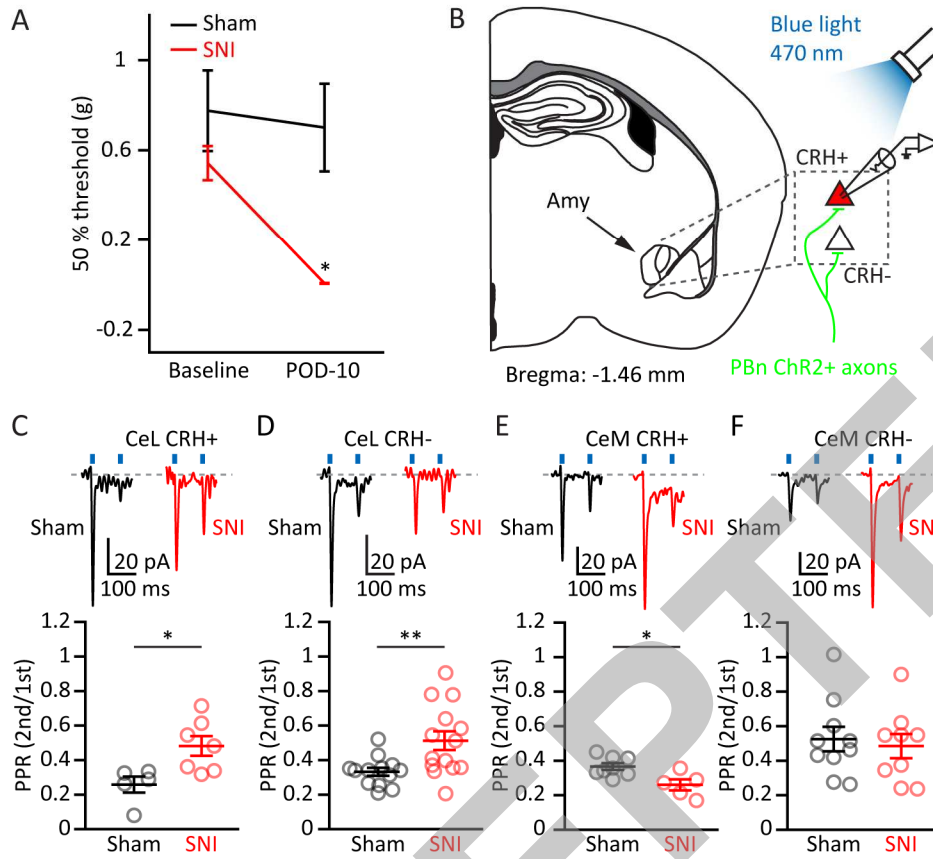 A
Sham
SNI
50 % threshold (g)
1
0.6
0.2
-0.2
*
Baseline
POD-10
B
Blue light
470 nm
CRH+
CRH-
Amy
Bregma: -1.46 mm
PBn ChR2+ axons
C
CeL CRH+
Sham
SNI
20 pA
100 ms
PPR (2nd/1st)
1.2
1
0.8
0.6
0.4
0.2
0
*
Sham
SNI
D
CeL CRH-
SNI
20 pA
100 ms
PPR (2nd/1st)
1.2
1
0.8
0.6
0.4
0.2
0
**
Sham
SNI
E
CeM CRH+
Sham
SNI
20 pA
100 ms
PPR (2nd/1st)
1.2
1
0.8
0.6
0.4
0.2
0
*
Sham
SNI
F
CeM CRH-
Sham
SNI
20 pA
100 ms
PPR (2nd/1st)
1.2
1
0.8
0.6
0.4
0.2
0
Sham
SNI
EPTE